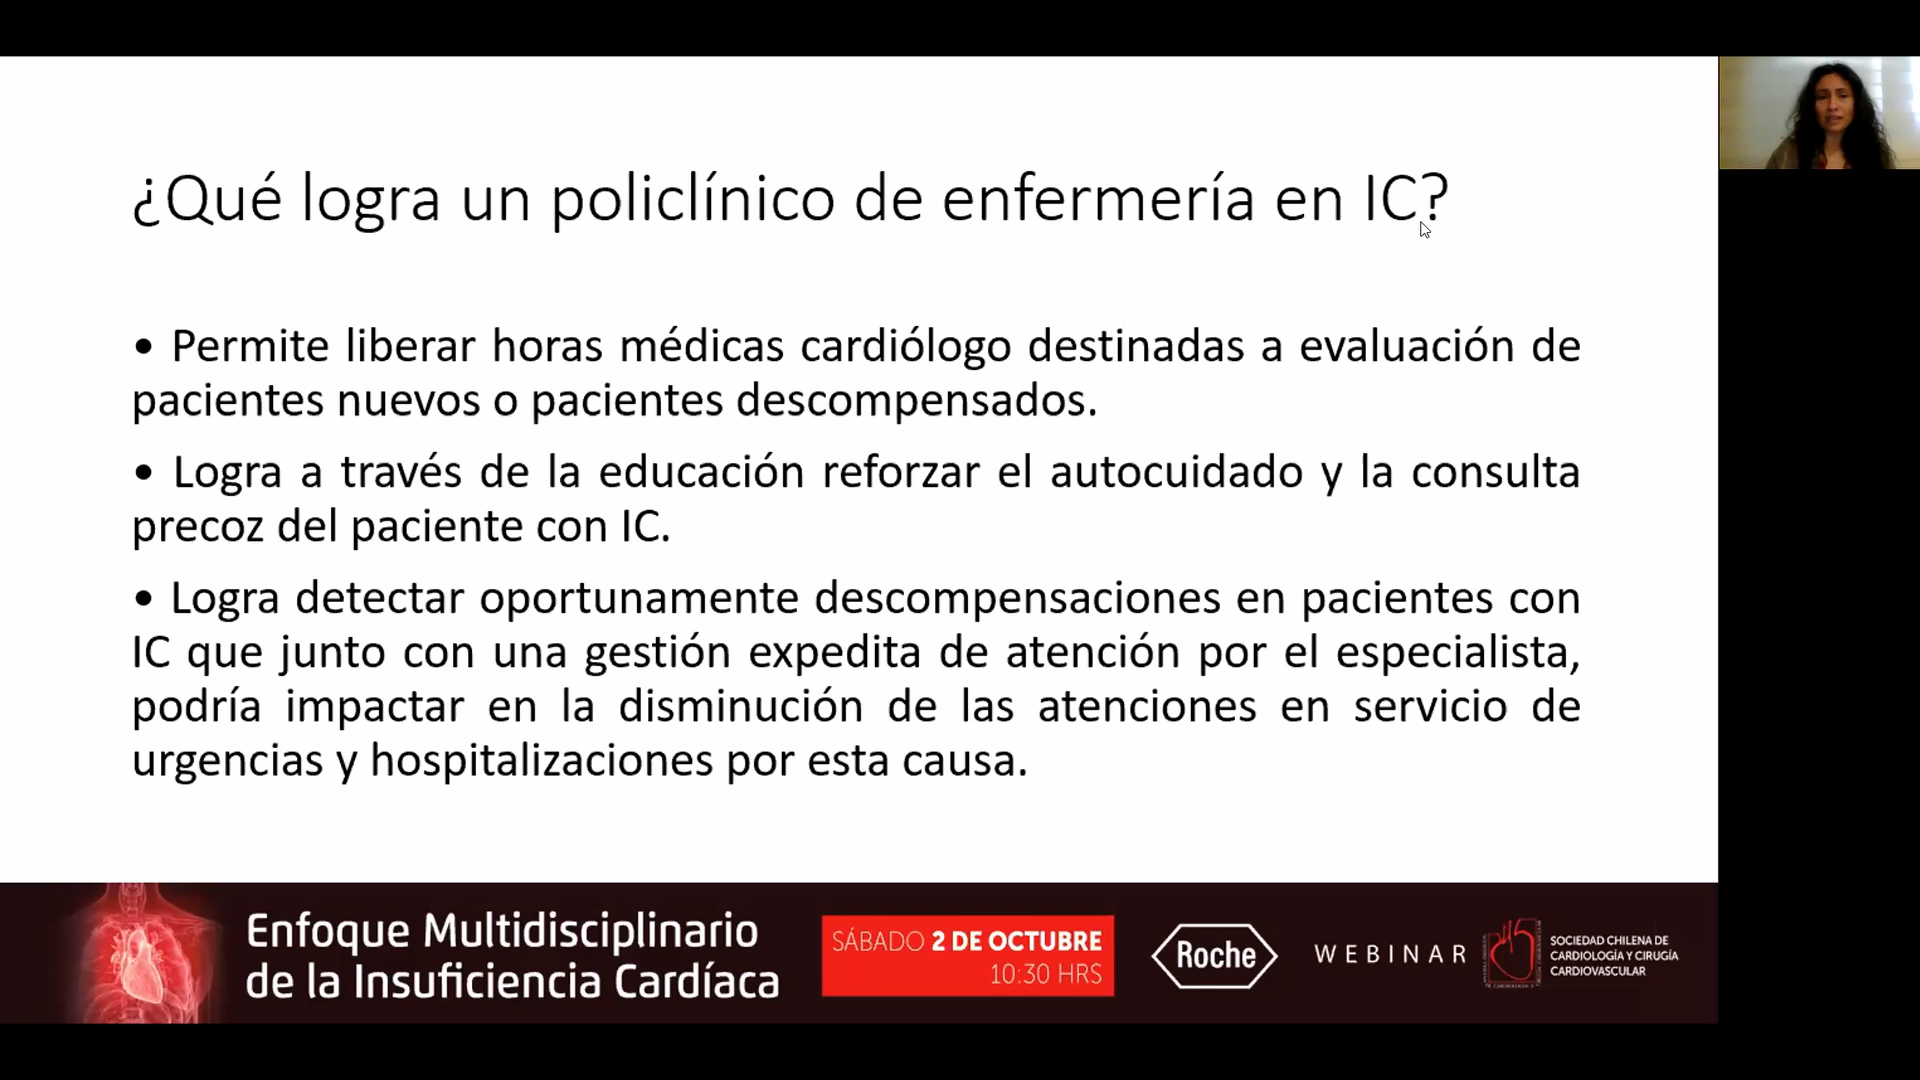 ¿Qué logra un policlínico de enfermería en IC?
• Permite liberar horas médicas cardiólogo destinadas a evaluación de
pacientes nuevos o pacientes descompensados.
• Logra a través de la educación reforzar el autocuidado y la consulta
precoz del paciente con IC.
• Logra detectar oportunamente descompensaciones en pacientes con
IC que junto con una gestión expedita de atención por el especialista,
podría impactar en la disminución de las atenciones en servicio de
urgencias y hospitalizaciones por esta causa.
Enfoque Multidisciplinario
de la Insuficiencia Cardíaca
SÁBADO 2 DE OCTUBRE
10:30 HRS
Roche
WEBINAR
SOCIEDAD CHILENA DE
CARDIOLOGÍA Y CIRUGÍA
CARDIOVASCULAR